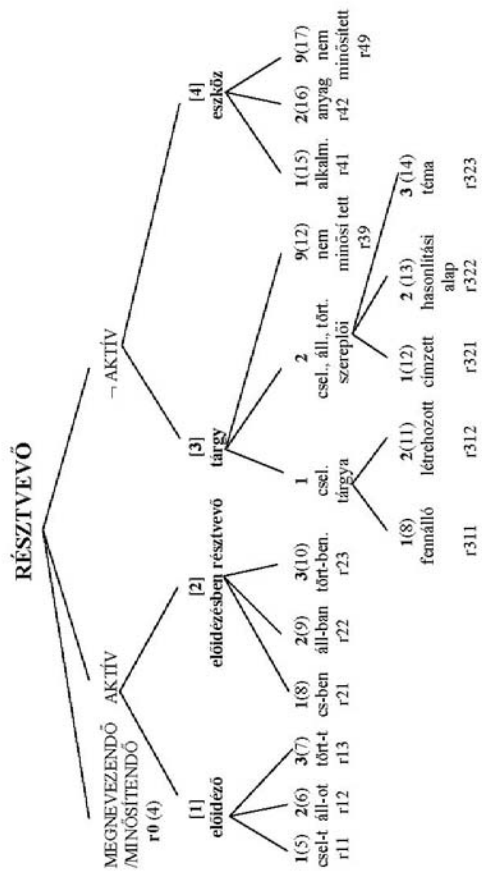 RÉSZTVEVŐ
MEGNEVEZENDŐ
/MINŐSÍTENDŐ
r0 (4)
AKTÍV
¬ AKTÍV
[1]
előidéző
[2]
előidézésben résztvevő
[3]
tárgy
[4]
eszköz
1(5)
csel-t
r11
2(6)
áll-ot
r12
3(7)
tört-t
r13
1(8)
cs-ben
r21
2(9)
áll-ban
r22
3(10)
tört-ben.
r23
1
csel.
tárgya
2
csel., áll., tört.
szereplői
9(12)
nem
minősí tett
r39
1(15)
alkalm.
r41
2(16)
anyag
r42
9(17)
nem
minősített
r49
1(8)
fennálló
r311
2(11)
létrehozott
r312
1(12)
címzett
r321
2 (13)
hasonlítási
alap
r322
3 (14)
téma
r323